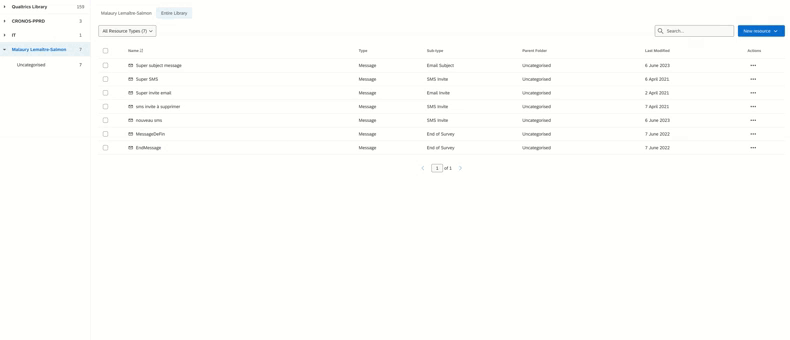 Qualtrics Library 259
CRONOS-PPRD 3
IT 1
Malaury Lemaître-Salmon 7
Uncategorised 7
Malaury Lemaître-Salmon Entire Library
All Resource Types (7) Search... New resource
Name Type Sub-type Parent Folder Last Modified Actions
Super subject message Message Email Subject Uncategorised 6 June 2023
Super SMS Message SMS Invite Uncategorised 6 April 2021
Super invite email Message Email Invite Uncategorised 2 April 2021
sms invite à supprimer Message SMS Invite Uncategorised 7 April 2021
nouveau sms Message SMS Invite Uncategorised 6 June 2023
MessageDeFin Message End of Survey Uncategorised 7 June 2022
EndMessage Message End of Survey Uncategorised 7 June 2022
1 of 1